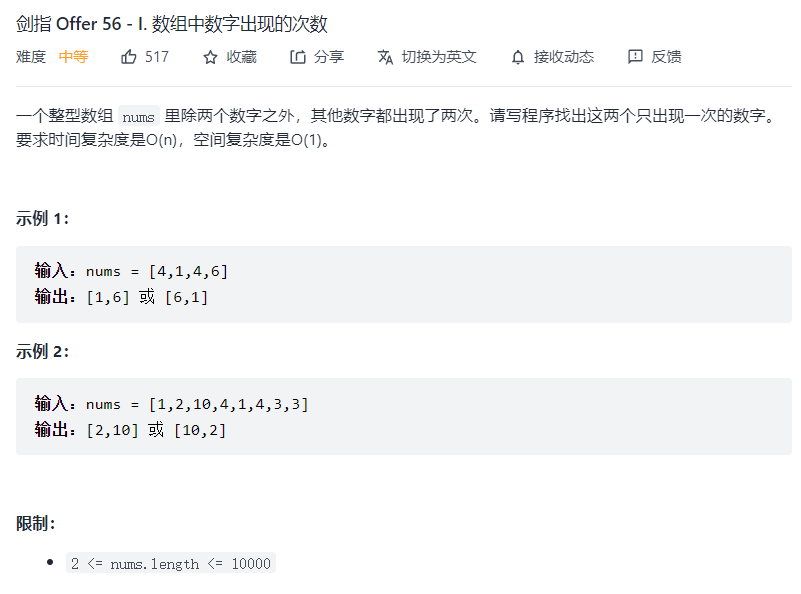 剑指 Offer 56 - I. 数组中数字出现的次数
难度 中等 517 收藏 分享 切换为英文 接收动态 反馈
一个整型数组 nums 里除两个数字之外，其他数字都出现了两次。请写程序找出这两个只出现一次的数字。
要求时间复杂度是O(n)，空间复杂度是O(1)。
示例 1：
输入：nums = [4,1,4,6]
输出：[1,6] 或 [6,1]
示例 2：
输入：nums = [1,2,10,4,1,4,3,3]
输出：[2,10] 或 [10,2]
限制：
• 2 <= nums.length <= 10000